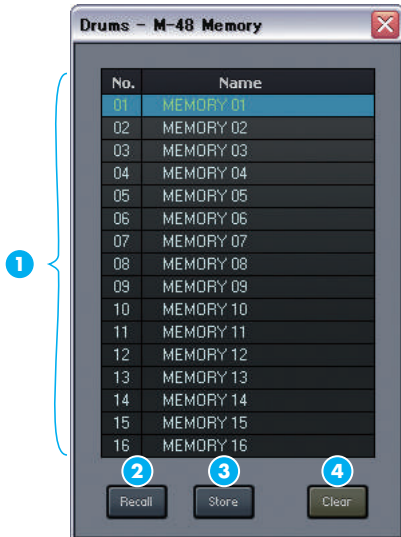 Drums - M-48 Memory
No. Name
01 MEMORY 01
02 MEMORY 02
03 MEMORY 03
04 MEMORY 04
05 MEMORY 05
06 MEMORY 06
07 MEMORY 07
08 MEMORY 08
09 MEMORY 09
10 MEMORY 10
11 MEMORY 11
12 MEMORY 12
13 MEMORY 13
14 MEMORY 14
15 MEMORY 15
16 MEMORY 16
1
2 3 4
Recall Store Clear